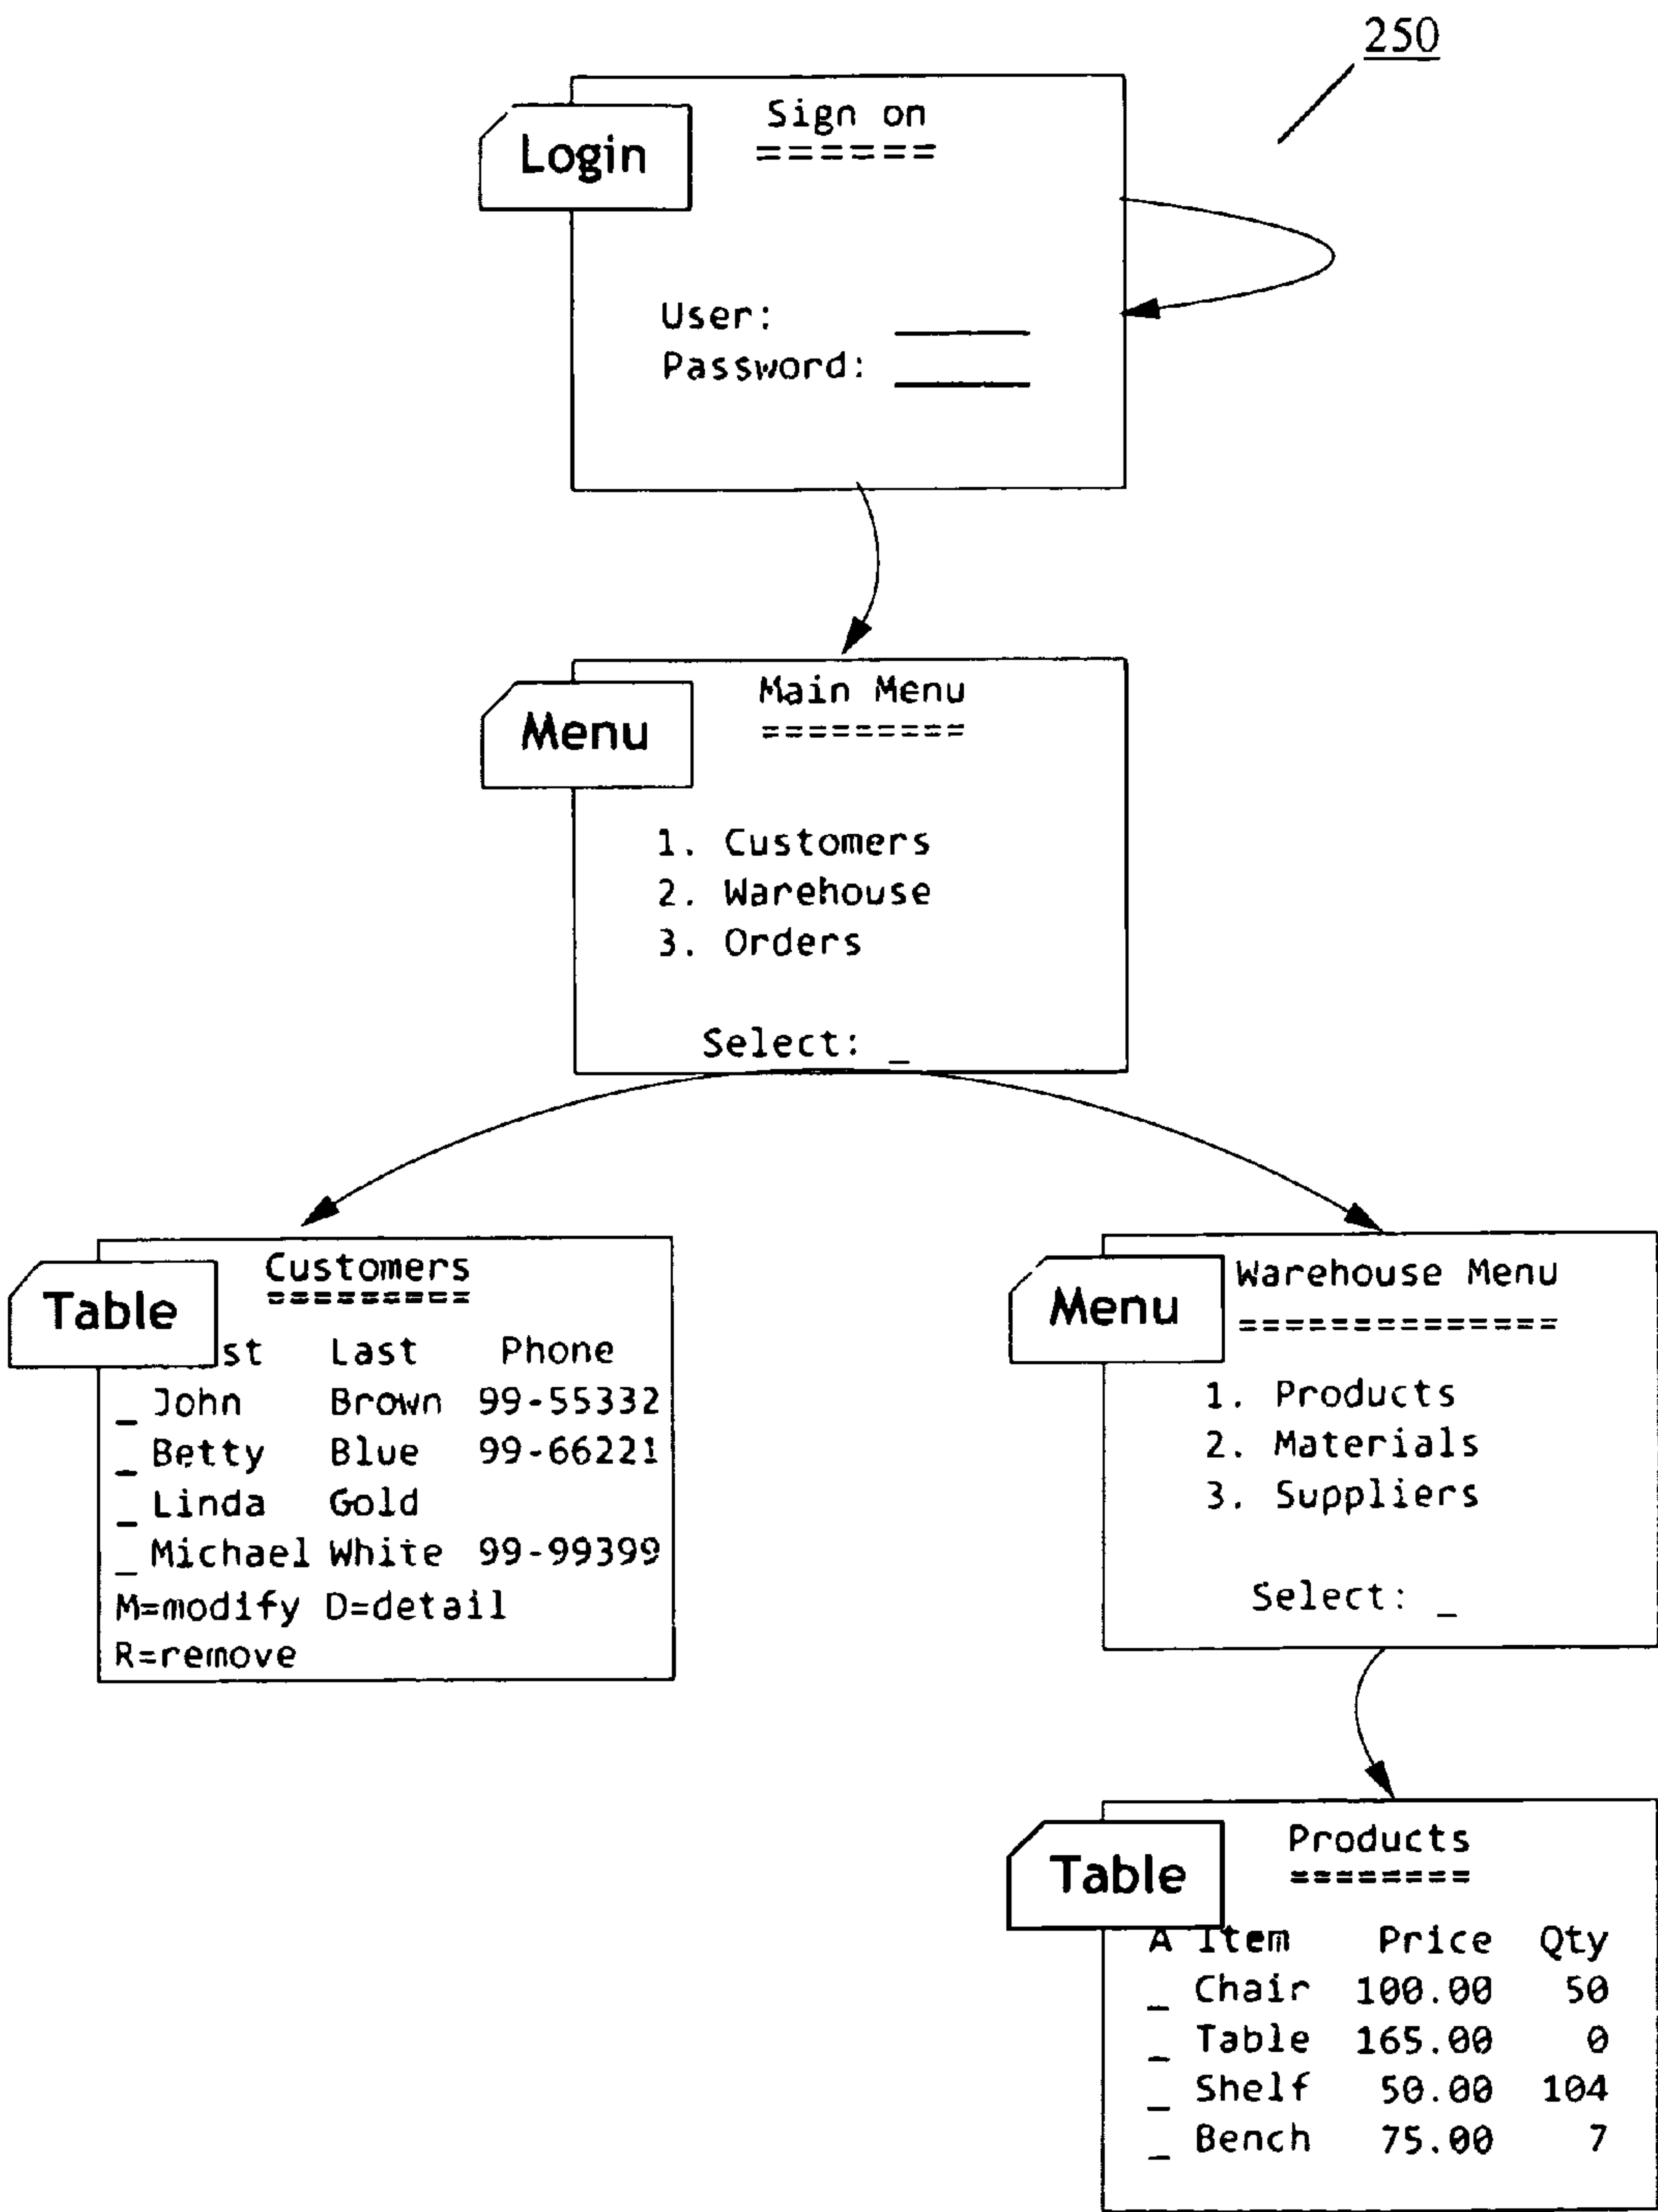 250
Login
Sign on
======
User: ______
Password: ______
Menu
Main Menu
=========
1. Customers
2. Warehouse
3. Orders
Select: _
Table
Customers
=========
st Last Phone
_ John Brown 99-55332
_ Betty Blue 99-66221
_ Linda Gold
_ Michael White 99-99399
M=modify D=detail
R=remove
Menu
Warehouse Menu
==============
1. Products
2. Materials
3. Suppliers
Select: _
Table
Products
========
A Item Price Qty
_ Chair 100.00 50
_ Table 165.00 0
_ Shelf 50.00 104
_ Bench 75.00 7